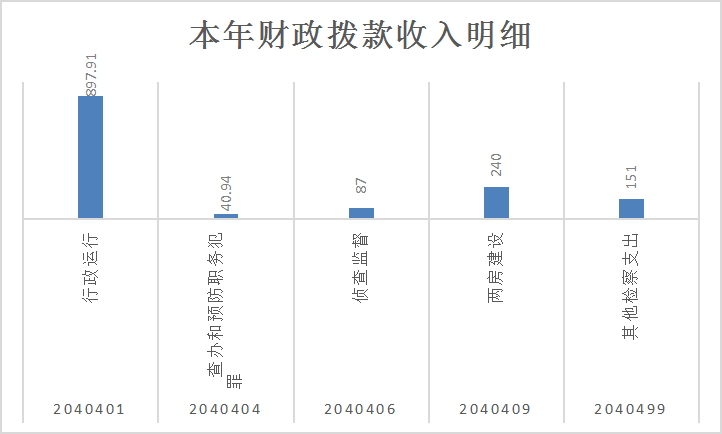 本年财政拨款收入明细
897.91
40.94
87
240
151
行政运行
查办和预防职务犯
罪
侦查监督
两房建设
其他检察支出
2040401
2040404
2040406
2040409
2040499